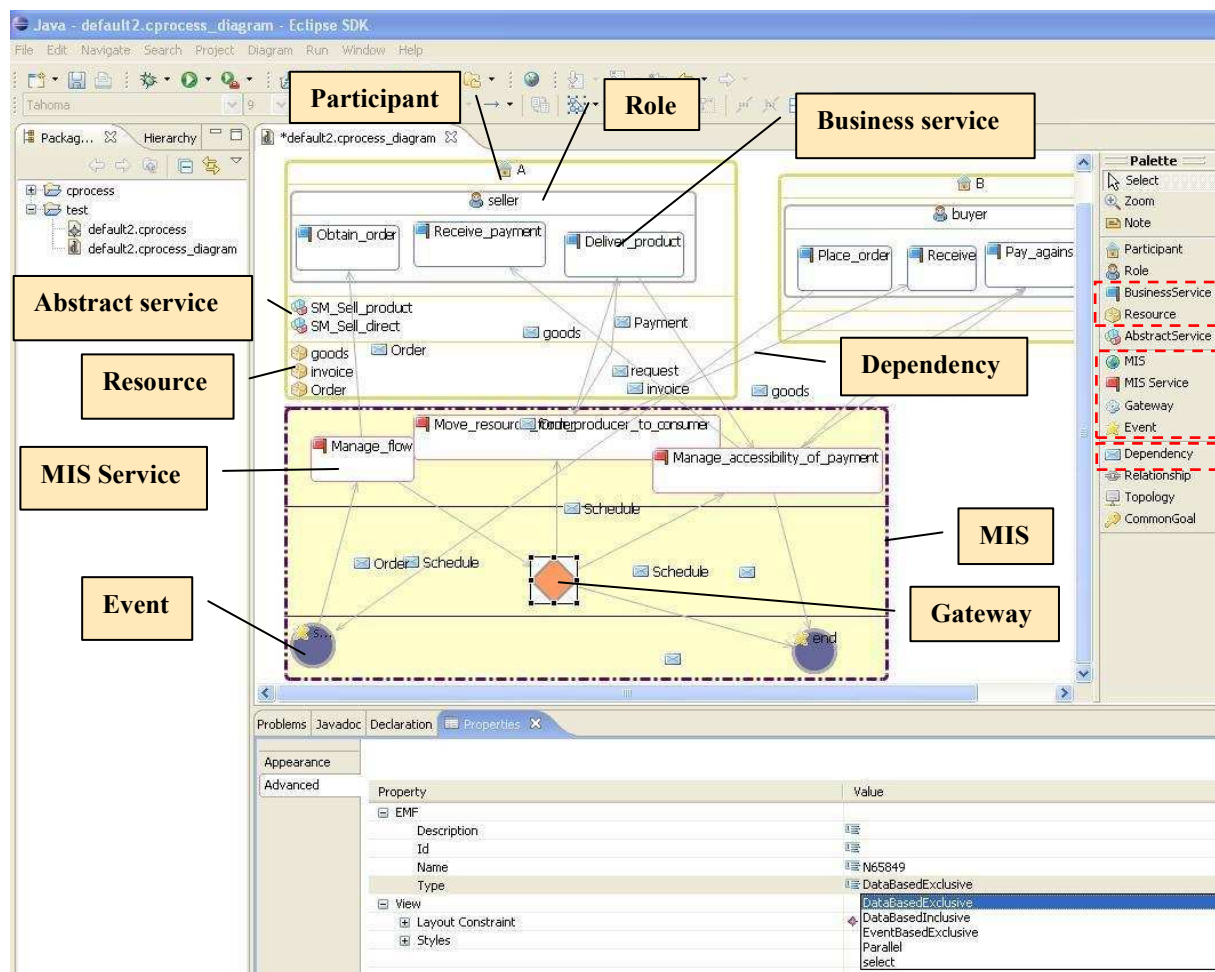 Java - default2.cprocess_diagram - Eclipse SDK
File Edit Navigate Search Project Diagram Run Window Help
Tahoma 9
Participant
Role
Business service
Packag... Hierarchy
*default2.cprocess_diagram
cprocess
test
default2.cprocess
default2.cprocess_diagram
A
seller
Obtain_order
Receive_payment
Deliver_product
B
buyer
Place_order
Receive
Pay_agains
Palette
Select
Zoom
Note
Participant
Role
BusinessService
Resource
AbstractService
MIS
MIS Service
Gateway
Event
Dependency
Relationship
Topology
CommonGoal
Abstract service
SM_Sell_product
SM_Sell_direct
goods
Payment
Order
Resource
goods
invoice
Order
request
invoice
goods
Dependency
MIS Service
Manage_flow
Move_resource_from_producer_to_consumer
Manage_accessibility_of_payment
Schedule
MIS
Order
Schedule
Schedule
Event
Gateway
s...
end
Problems Javadoc Declaration Properties
Appearance
Advanced
Property Value
EMF
Description
Id
Name N65849
Type DataBasedExclusive
View
Layout Constraint
Styles
DataBasedExclusive
DataBasedInclusive
EventBasedExclusive
Parallel
select